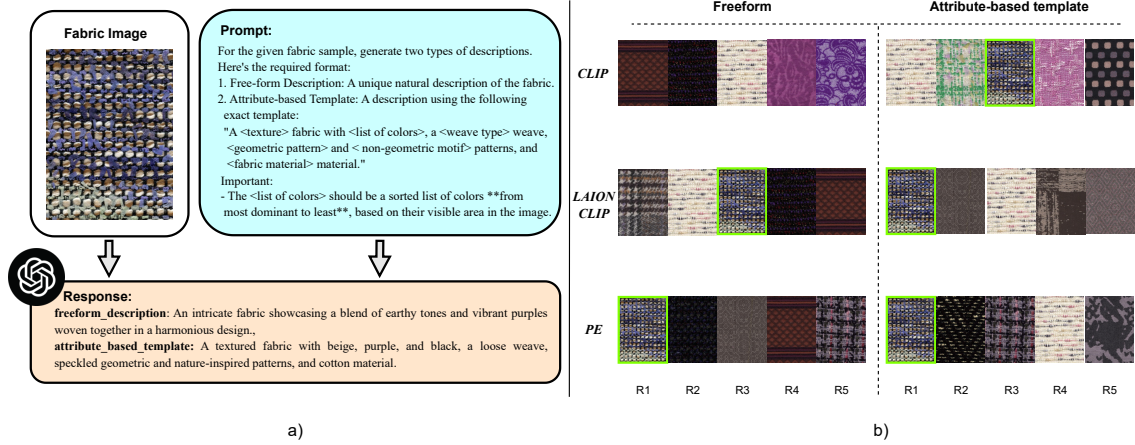 Fabric Image
Prompt:
For the given fabric sample, generate two types of descriptions.
Here's the required format:
1. Free-form Description: A unique natural description of the fabric.
2. Attribute-based Template: A description using the following
exact template:
"A <texture> fabric with <list of colors>, a <weave type> weave,
<geometric pattern> and < non-geometric motif> patterns, and
<fabric material> material."
Important:
- The <list of colors> should be a sorted list of colors **from
most dominant to least**, based on their visible area in the image.
Response:
freeform_description: An intricate fabric showcasing a blend of earthy tones and vibrant purples
woven together in a harmonious design.,
attribute_based_template: A textured fabric with beige, purple, and black, a loose weave,
speckled geometric and nature-inspired patterns, and cotton material.
a)
Freeform
Attribute-based template
CLIP
LAION
CLIP
PE
R1 R2 R3 R4 R5 R1 R2 R3 R4 R5
b)